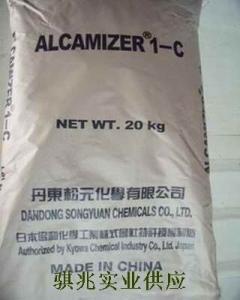 ALCAMIZER® 1-C
NET WT. 20 kg
丹東松元化學有限公司
DANDONG SONGYUAN CHEMICALS CO., LTD.
Authorized by Kyowa Chemical Industry Co., Ltd. Japan
MADE IN CHINA
骐兆实业供应